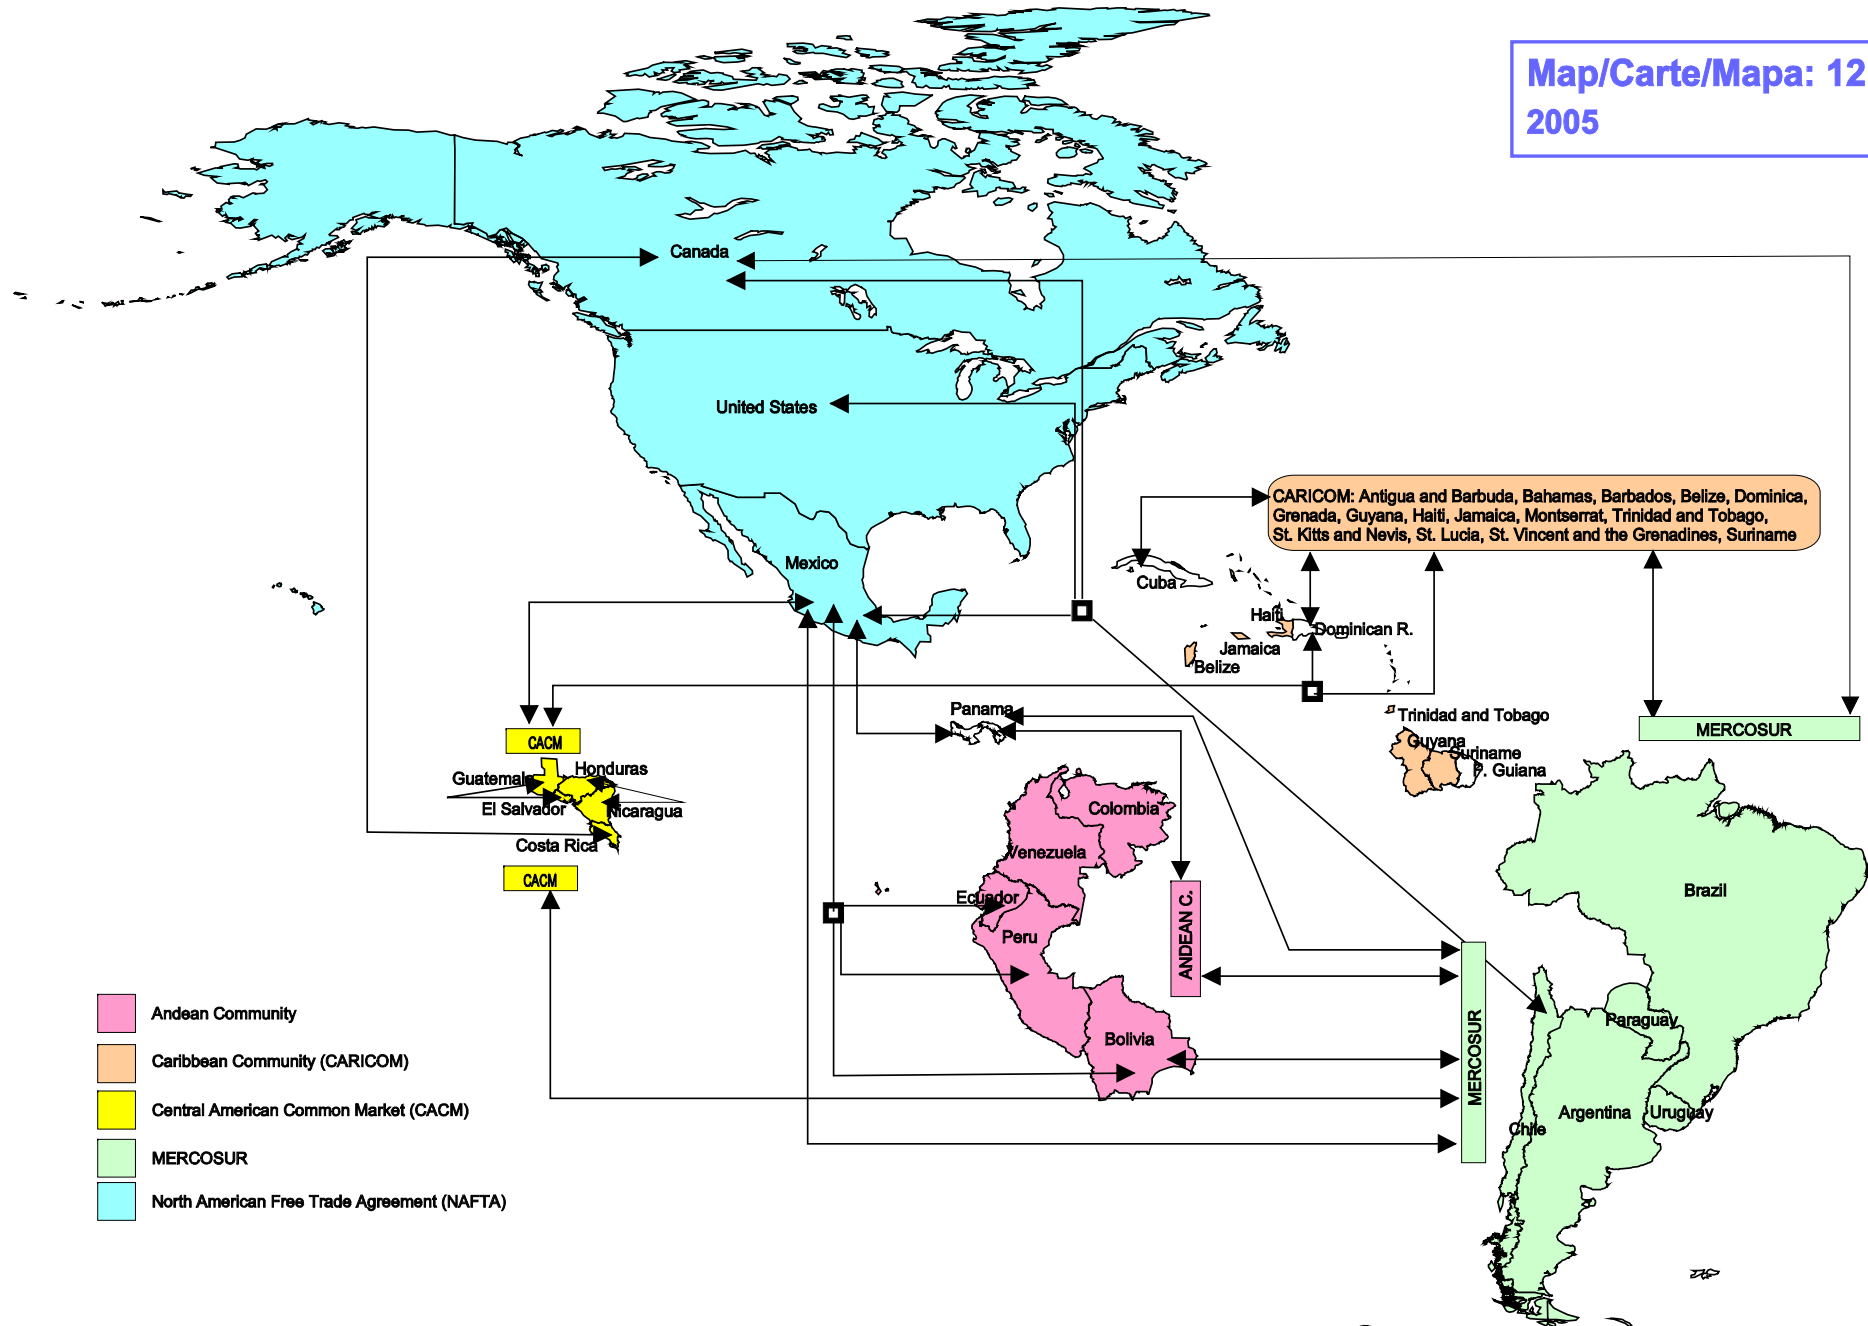 Map/Carte/Mapa: 12
2005
Canada
United States
CARICOM: Antigua and Barbuda, Bahamas, Barbados, Belize, Dominica,
Grenada, Guyana, Haiti, Jamaica, Montserrat, Trinidad and Tobago,
St. Kitts and Nevis, St. Lucia, St. Vincent and the Grenadines, Suriname
Mexico
Cuba
Haiti
Dominican R.
Jamaica
Belize
Panama
Trinidad and Tobago
MERCOSUR
CACM
Guyana
Suriname
F. Guiana
Guatemala
Honduras
El Salvador
Nicaragua
Costa Rica
CACM
Colombia
Venezuela
Ecuador
Peru
Bolivia
ANDEAN C.
MERCOSUR
Brazil
Paraguay
Argentina
Uruguay
Chile
Andean Community
Caribbean Community (CARICOM)
Central American Common Market (CACM)
MERCOSUR
North American Free Trade Agreement (NAFTA)